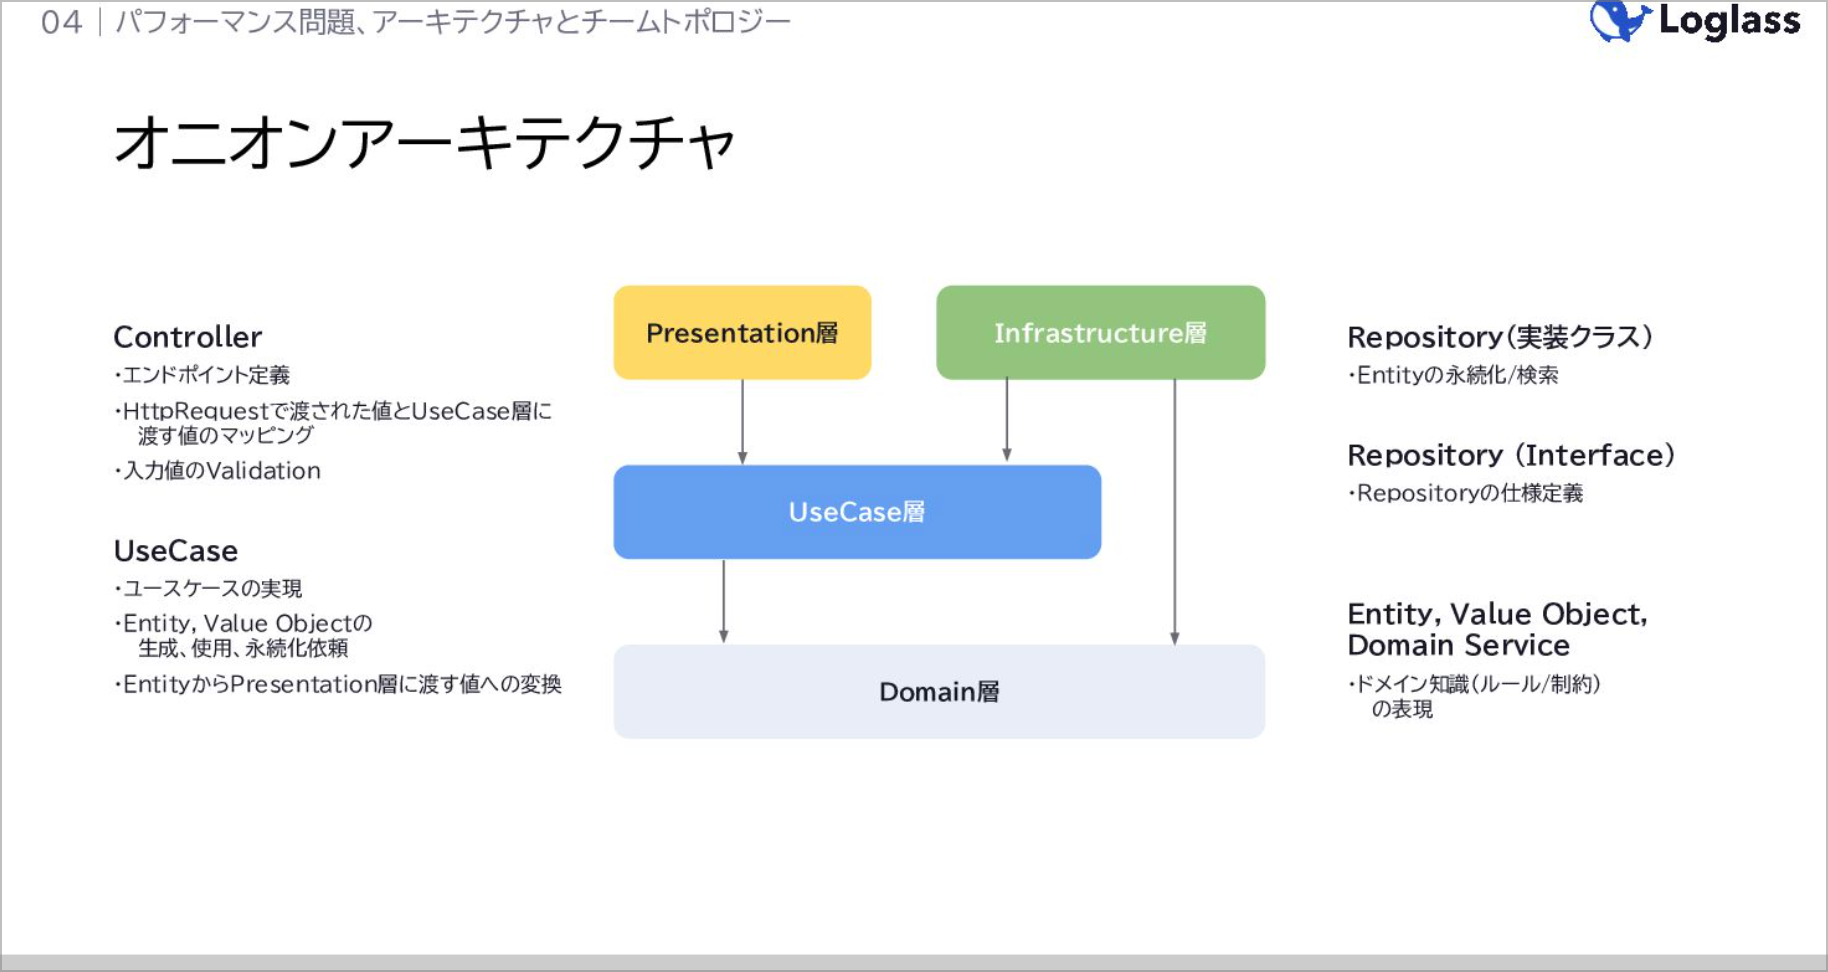 04 | パフォーマンス問題、アーキテクチャとチームトポロジー
Loglass
オニオンアーキテクチャ
Controller
・エンドポイント定義
・HttpRequestで渡された値とUseCase層に
渡す値のマッピング
・入力値のValidation
UseCase
・ユースケースの実現
・Entity, Value Objectの
生成、使用、永続化依頼
・EntityからPresentation層に渡す値への変換
Presentation層
Infrastructure層
UseCase層
Domain層
Repository（実装クラス）
・Entityの永続化/検索
Repository （Interface）
・Repositoryの仕様定義
Entity, Value Object,
Domain Service
・ドメイン知識（ルール/制約）
の表現